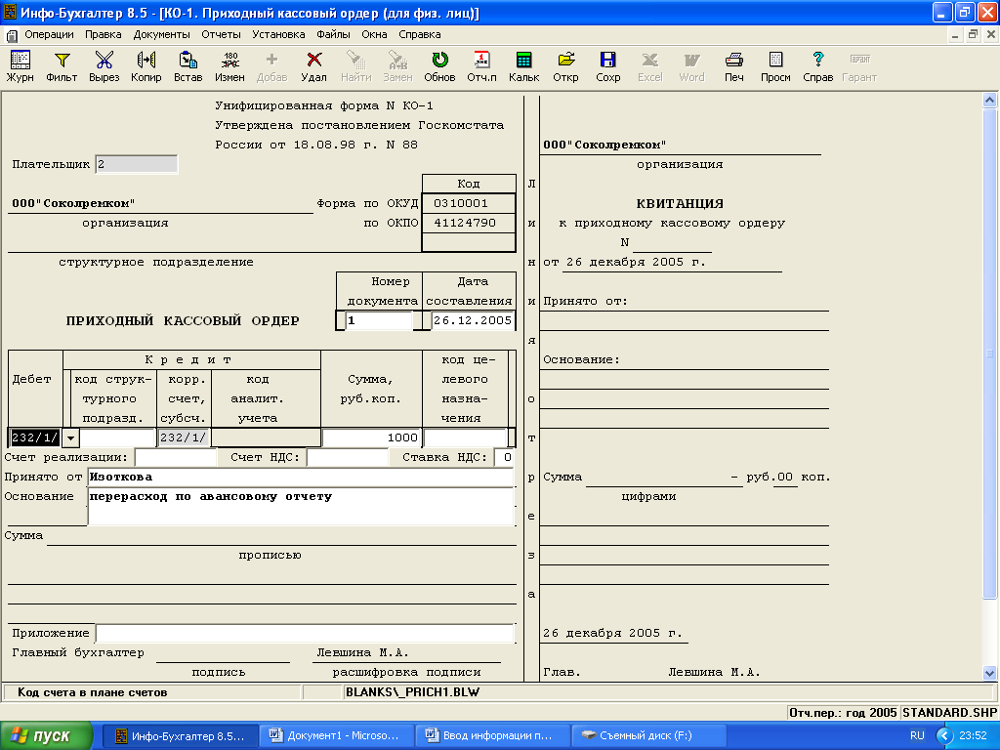 Инфо-Бухгалтер 8.5 - [КО-1. Приходный кассовый ордер (для физ. лиц)]
Операции Правка Документы Отчеты Установка Файлы Окна Справка
180
ЗАРС
Журн Фильт Вырез Копир Встав Измен Добав Удал Найти Замен Обнов Отч.п Кальк Откр Сохр Excel Word Печ Просм Справ Гарант
Унифицированная форма N КО-1
Утверждена постановлением Госкомстата
России от 18.08.98 г. N 88
Плательщик 2
Код
ООО"Соколремком" Форма по ОКУД 0310001
организация по ОКПО 41124790
структурное подразделение
Номер Дата
документа составления
ПРИХОДНЫЙ КАССОВЫЙ ОРДЕР 1 26.12.2005
К р е д и т код це-
Дебет код струк- корр. код Сумма, левого
турного счет, аналит. руб.коп. назна-
подразд. субсч. учета чения
232/1/ 232/1/ 1000
Счет реализации: Счет НДС: Ставка НДС: 0
Принято от Изоткова
Основание перерасход по авансовому отчету
Сумма
прописью
Приложение
Главный бухгалтер Левшина М.А.
подпись расшифровка подписи
Л
и
н
и
я
о
т
р
е
з
а
ООО"Соколремком"
организация
КВИТАНЦИЯ
к приходному кассовому ордеру
N
от 26 декабря 2005 г.
Принято от:
Основание:
Сумма - руб.00 коп.
цифрами
26 декабря 2005 г.
Глав. Левшина М.А.
Код счета в плане счетов BLANKS\_PRICH1.BLW
Отч.пер.: год 2005 STANDARD.SHP
пуск Инфо-Бухгалтер 8.5... Документ1 - Microso... Ввод информации п... Съемный диск (F:) RU 23:52